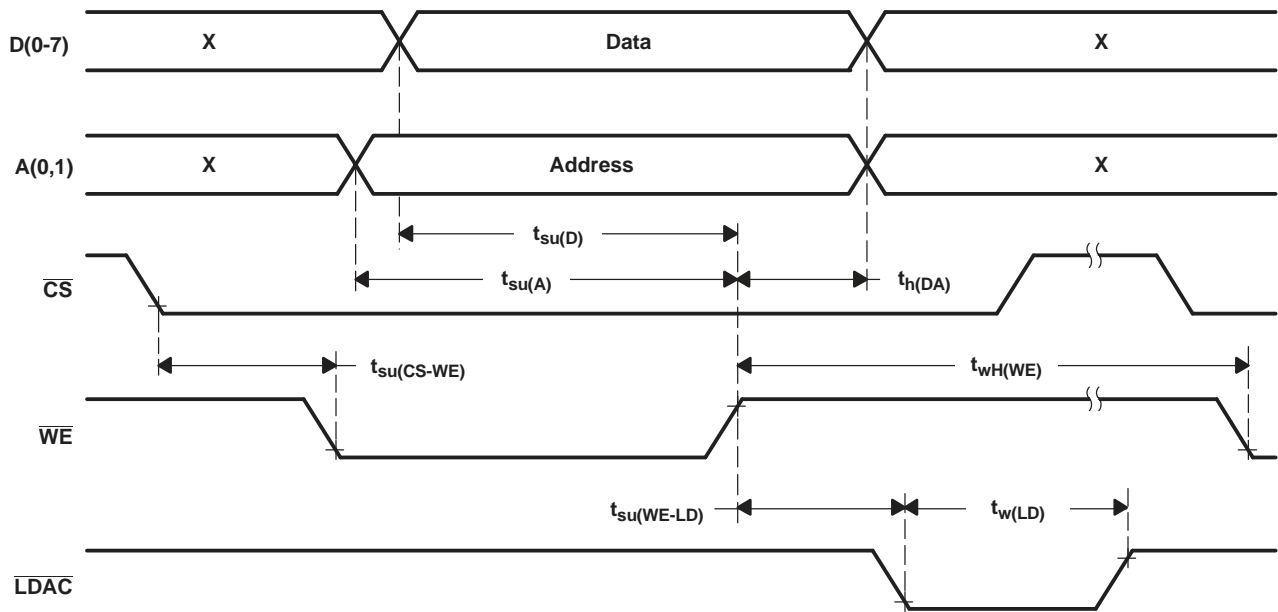 D(0-7) X Data X
A(0,1) X Address X
tsu(D)
CS tsu(A) th(DA)
tsu(CS-WE) twH(WE)
WE
tsu(WE-LD) tw(LD)
LDAC